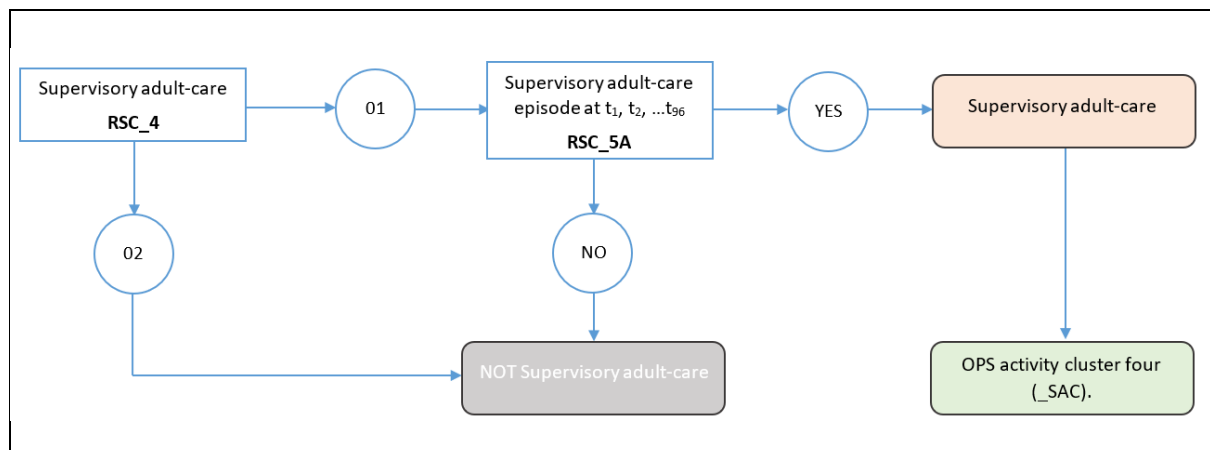 Supervisory adult-care
RSC_4
01
Supervisory adult-care
episode at t₁, t₂, ...t₉₆
RSC_5A
YES
Supervisory adult-care
02
NO
NOT Supervisory adult-care
OPS activity cluster four
(_SAC).